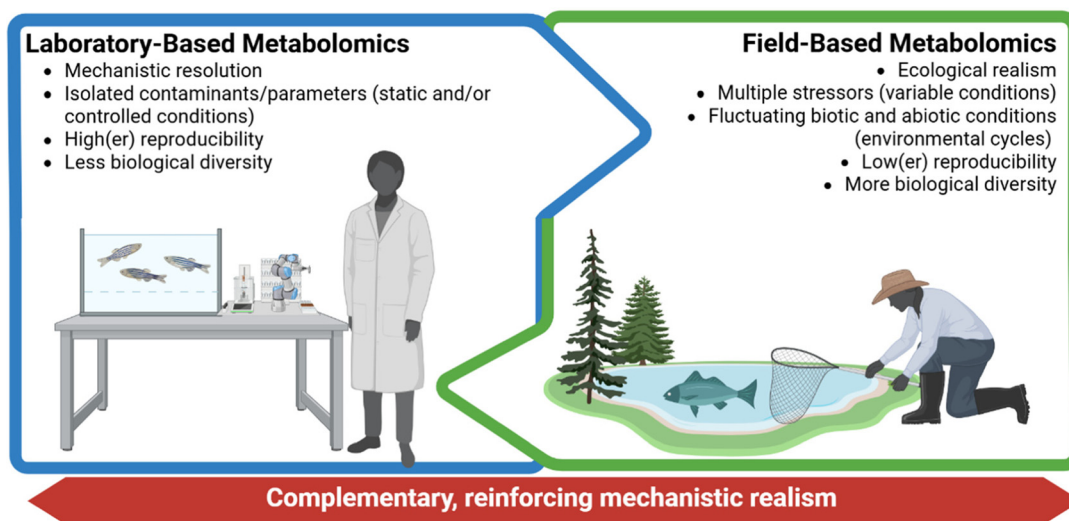 Laboratory-Based Metabolomics
• Mechanistic resolution
• Isolated contaminants/parameters (static and/or
controlled conditions)
• High(er) reproducibility
• Less biological diversity
Field-Based Metabolomics
• Ecological realism
• Multiple stressors (variable conditions)
• Fluctuating biotic and abiotic conditions
(environmental cycles)
• Low(er) reproducibility
• More biological diversity
Complementary, reinforcing mechanistic realism